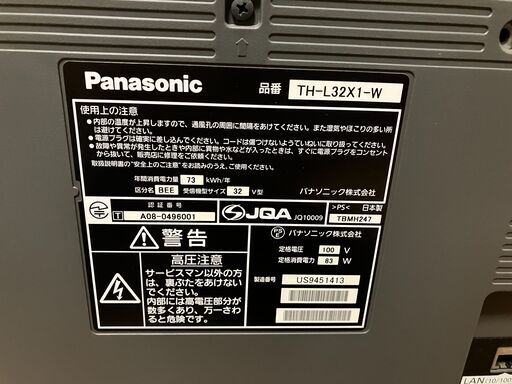 Panasonic
品番 TH-L32X1-W
使用上の注意
●内部の温度が上昇しますので、通風孔の周囲に間隔をあけてください。また湿気やほこりの多い所
は避けてください。
●電源プラグは確実に差し込んでください。コードは傷つけないようていねいに取り扱ってください。
●故障や異常が発生したときや内部に異物や水などが入ったときは、すぐに電源プラグをコンセント
から抜いて、販売店に修理をご依頼ください。
取扱説明書の"安全上のご注意"をお読みのうえ、ご使用ください。
年間消費電力量 73 kWh/年
区分名 BEE 受信機型サイズ 32 V型
パナソニック株式会社
認証番号
T A08-0496001
JQA JQ10009
>PS< 日本製
TBMH247
警告
高圧注意
サービスマン以外の方は、
裏ぶたをあけないで
ください。
内部には高電圧部分が
数多くあり、万一さわる
と危険です。
PS E パナソニック株式会社
定格電圧 100 V
定格消費電力 83 W
製造番号 US9451413
LAN(10/100